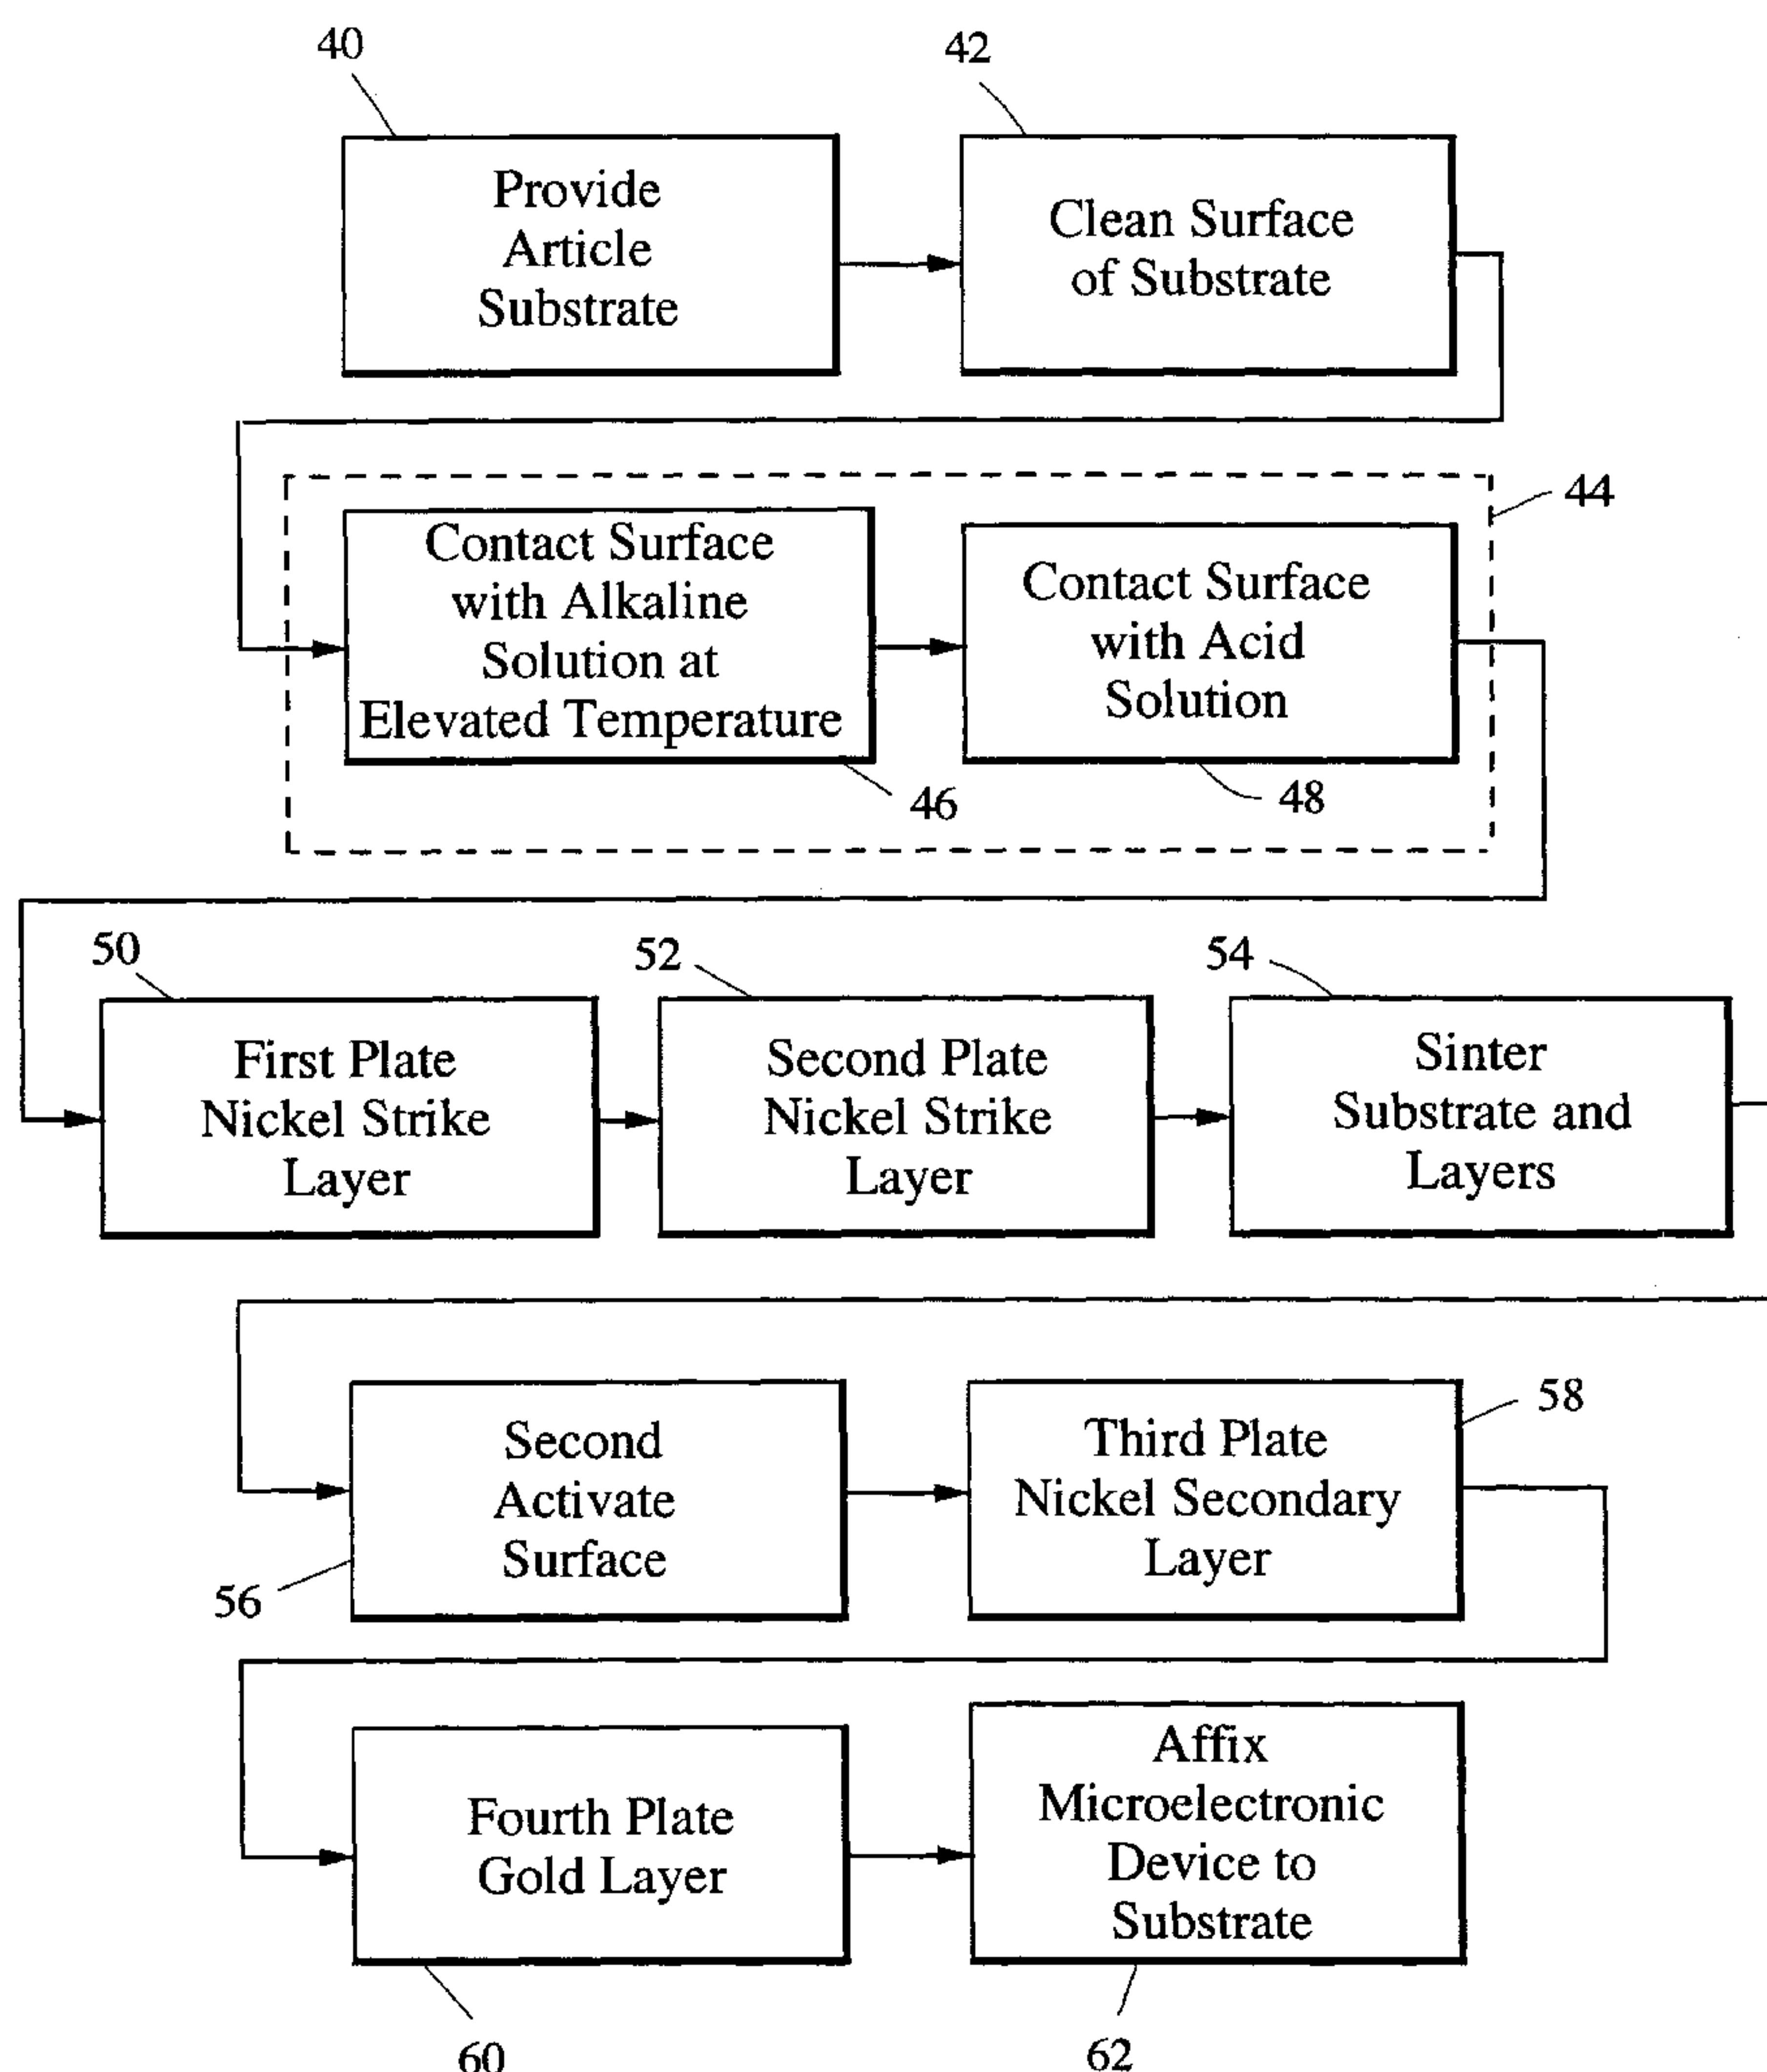 40
42
Provide
Article
Substrate
Clean Surface
of Substrate
44
Contact Surface
with Alkaline
Solution at
Elevated Temperature
Contact Surface
with Acid
Solution
46
48
50
52
54
First Plate
Nickel Strike
Layer
Second Plate
Nickel Strike
Layer
Sinter
Substrate and
Layers
Second
Activate
Surface
56
Third Plate
Nickel Secondary
Layer
58
Fourth Plate
Gold Layer
Affix
Microelectronic
Device to
Substrate
60
62